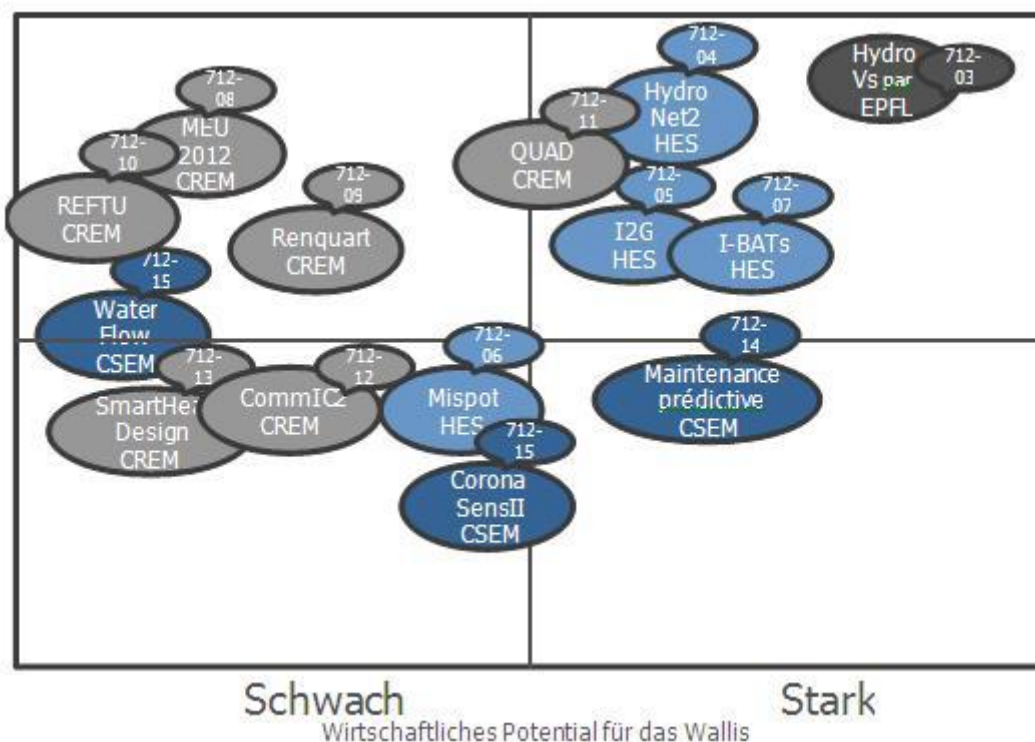 712-
04
Hydro
Vs par
EPFL
712-
03
712-
08
MEU
2012
CREM
712-
11
Hydro
Net2
HES
712-
10
QUAD
CREM
REFTU
CREM
712-
09
Renquart
CREM
712-
05
I2G
HES
712-
07
I-BATs
HES
712-
15
Water
Flow
CSEM
712-
13
SmartHea
Design
CREM
712-
12
CommIC2
CREM
712-
06
Mispot
HES
712-
14
Maintenance
prédictive
CSEM
712-
15
Corona
SensII
CSEM
Schwach
Stark
Wirtschaftliches Potential für das Wallis